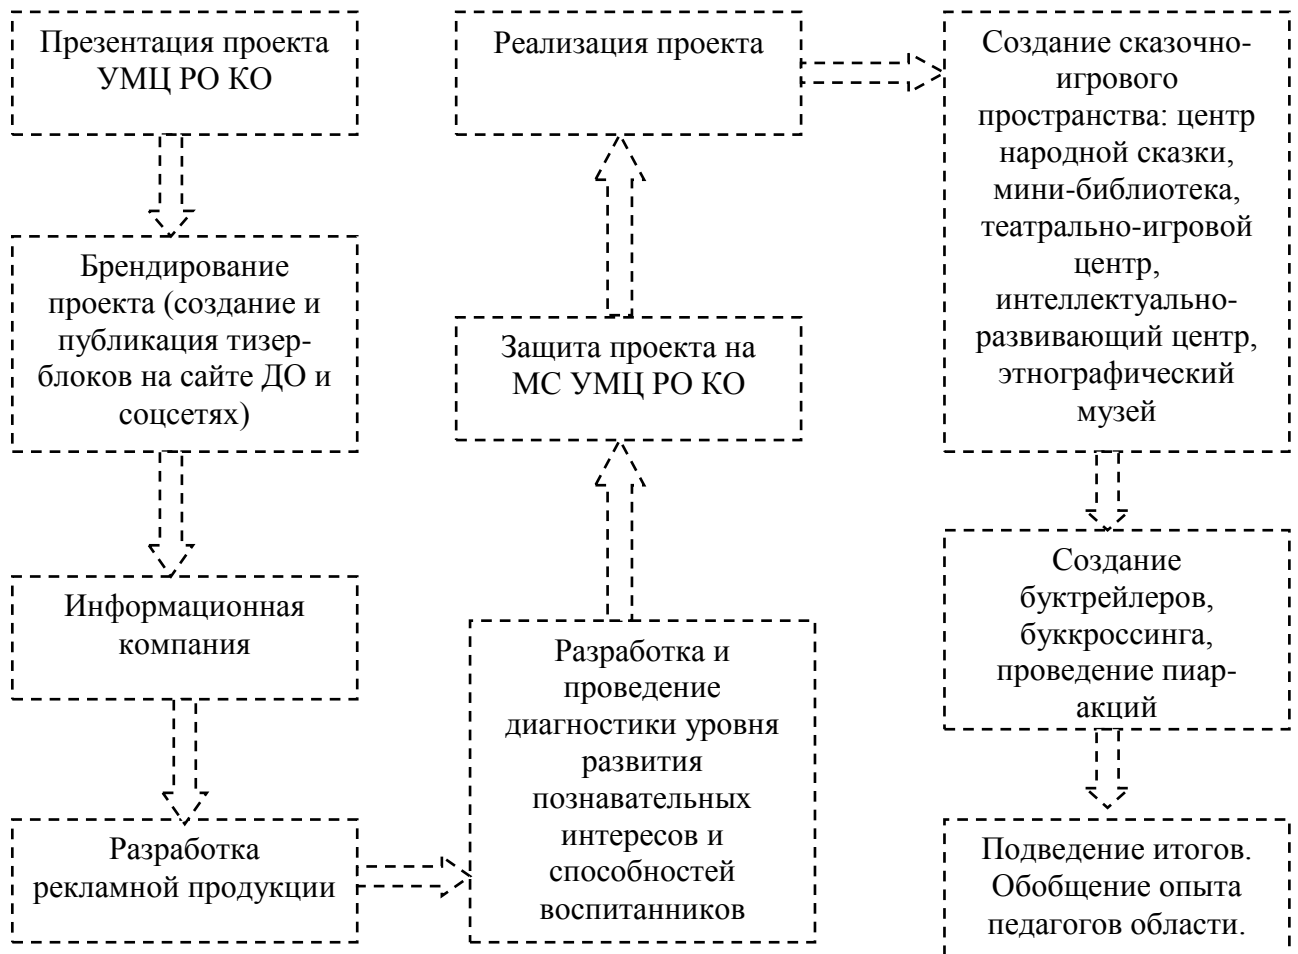 Презентация проекта
УМЦ РО КО
Брендирование
проекта (создание и
публикация тизер-
блоков на сайте ДО и
соцсетях)
Информационная
компания
Разработка
рекламной продукции
Разработка и
проведение
диагностики уровня
развития
познавательных
интересов и
способностей
воспитанников
Защита проекта на
МС УМЦ РО КО
Реализация проекта
Создание сказочно-
игрового
пространства: центр
народной сказки,
мини-библиотека,
театрально-игровой
центр,
интеллектуально-
развивающий центр,
этнографический
музей
Создание
буктрейлеров,
буккроссинга,
проведение пиар-
акций
Подведение итогов.
Обобщение опыта
педагогов области.